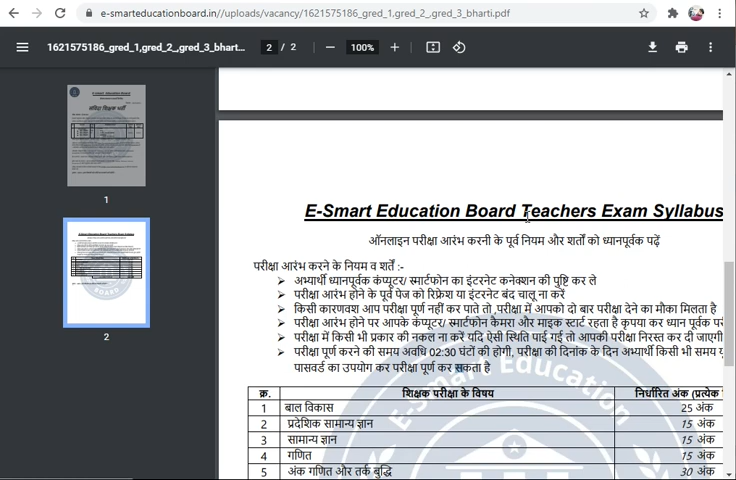 e-smarteducationboard.in//uploads/vacancy/1621575186_gred_1,gred_2_,gred_3_bharti.pdf
1621575186_gred_1,gred_2_,gred_3_bhart...
2 / 2
100%
1
2
E-Smart Education Board Teachers Exam Syllabus
ऑनलाइन परीक्षा आरंभ करनी के पूर्व नियम और शर्तों को ध्यानपूर्वक पढ़ें
परीक्षा आरंभ करने के नियम व शर्तें :-
अभ्यार्थी ध्यानपूर्वक कंप्यूटर/ स्मार्टफोन का इंटरनेट कनेक्शन की पुष्टि कर ले
परीक्षा आरंभ होने के पूर्व पेज को रिफ्रेश या इंटरनेट बंद चालू ना करें
किसी कारणवश आप परीक्षा पूर्ण नहीं कर पाते तो, परीक्षा में आपको दो बार परीक्षा देने का मौका मिलता है
परीक्षा आरंभ होने पर आपके कंप्यूटर/ स्मार्टफोन कैमरा और माइक स्टार्ट रहता है कृपया कर ध्यान पूर्वक
परीक्षा में किसी भी प्रकार की नकल ना करें यदि ऐसी स्थिति पाई गई तो आपकी परीक्षा निरस्त कर दी जाएगी
परीक्षा पूर्ण करने की समय अवधि 02:30 घंटों की होगी, परीक्षा की दिनांक के दिन अभ्यार्थी किसी भी समय
पासवर्ड का उपयोग कर परीक्षा पूर्ण कर सकता है
क्र. शिक्षक परीक्षा के विषय निर्धारित अंक (प्रत्येक
1 बाल विकास 25 अंक
2 प्रदेशिक सामान्य ज्ञान 15 अंक
3 सामान्य ज्ञान 15 अंक
4 गणित 15 अंक
5 अंक गणित और तर्क बुद्धि 30 अंक